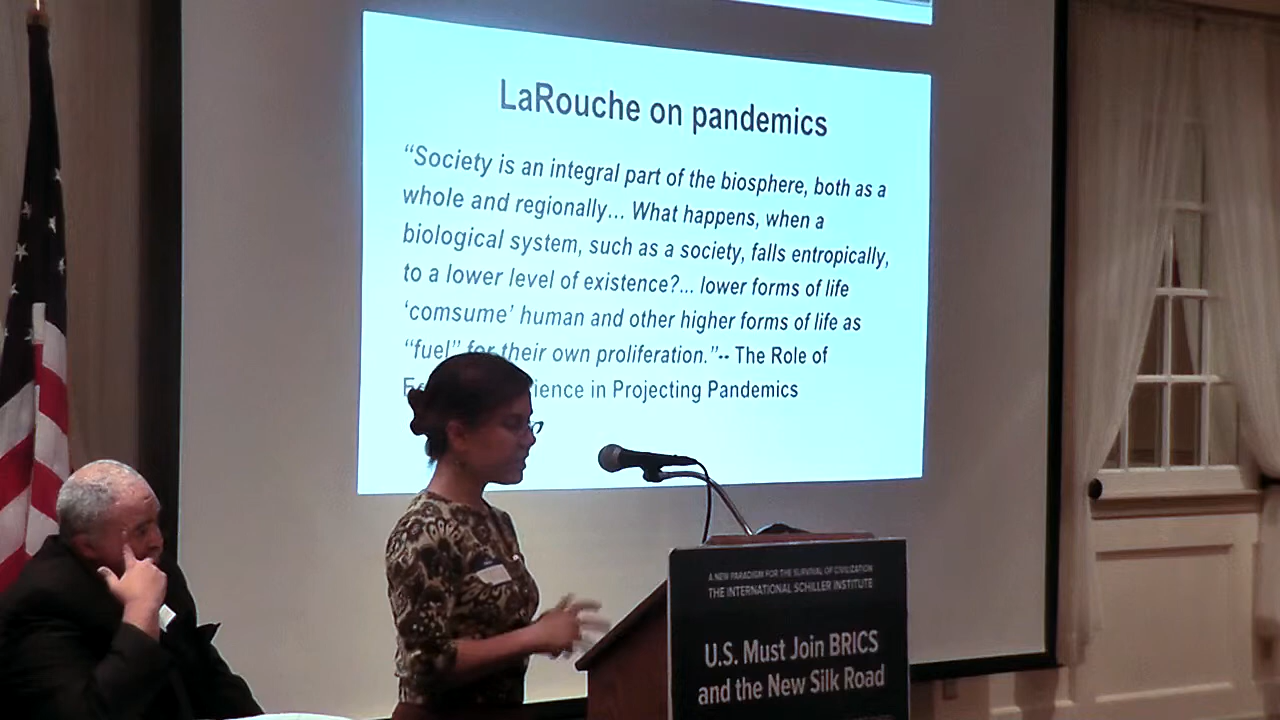 LaRouche on pandemics
“Society is an integral part of the biosphere, both as a
whole and regionally... What happens, when a
biological system, such as a society, falls entropically,
to a lower level of existence?... lower forms of life
‘comsume’ human and other higher forms of life as
“fuel” for their own proliferation.”-- The Role of
ience in Projecting Pandemics
A NEW PARADIGM FOR THE SURVIVAL OF CIVILIZATION
THE INTERNATIONAL SCHILLER INSTITUTE
U.S. Must Join BRICS
and the New Silk Road